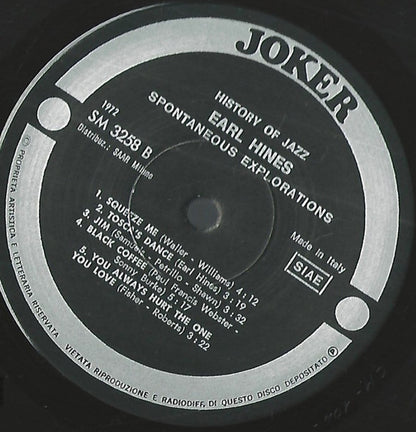 JOKER
HISTORY OF JAZZ
EARL HINES
SPONTANEOUS EXPLORATIONS
1972
SM 3258 B
Distribuz.: SAAR Milano
Made in Italy
SIAE
1. SQUEEZE ME (Waller - Williams) 4:12
2. TOSCA'S DANCE (Earl Hines) 3:19
3. JIM (Samuels - Petrillo - Shawn) 3:32
4. BLACK COFFEE (Paul French Webster -
Sonny Burke) 5:17
5. YOU ALWAYS HURT THE ONE
YOU LOVE (Fisher - Roberts) 3:22
© PROPRIETÀ ARTISTICA E LETTERARIA RISERVATA
VIETATA RIPRODUZIONE E RADIODIFF. DI QUESTO DISCO DEPOSITATO ℗